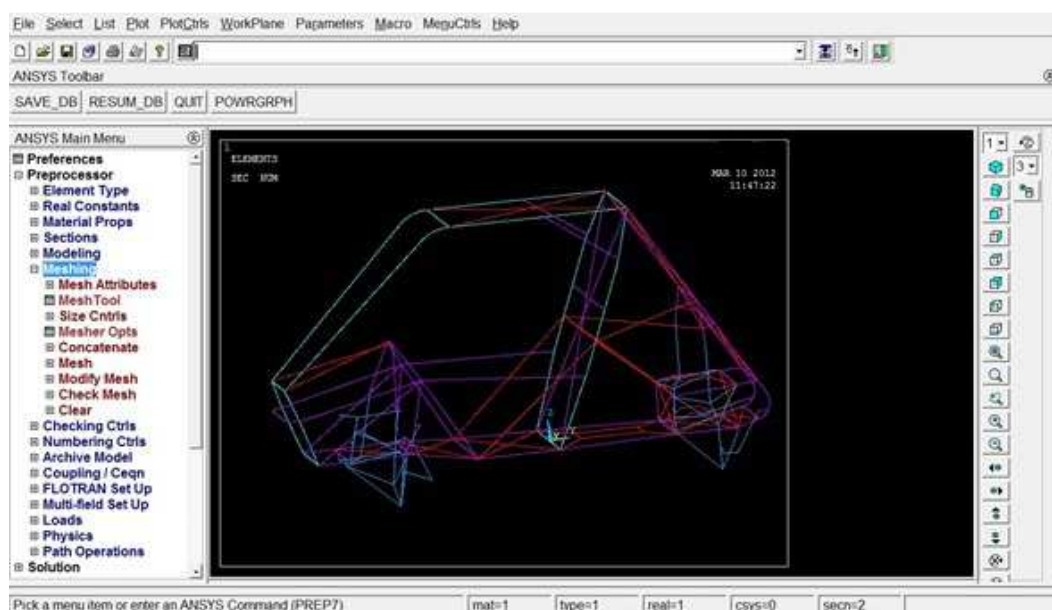 File Select List Plot PlotCtrls WorkPlane Parameters Macro MenuCtrls Help
ANSYS Toolbar
SAVE_DB RESUM_DB QUIT POWRGRPH
ANSYS Main Menu
Preferences
Preprocessor
Element Type
Real Constants
Material Props
Sections
Modeling
Meshing
Mesh Attributes
MeshTool
Size Cntrls
Mesher Opts
Concatenate
Mesh
Modify Mesh
Check Mesh
Clear
Checking Ctrls
Numbering Ctrls
Archive Model
Coupling / Ceqn
FLOTRAN Set Up
Multi-field Set Up
Loads
Physics
Path Operations
Solution
1
ELEMENTS
SEC NUM
MAR 10 2012
11:47:22
1
3
Pick a menu item or enter an ANSYS Command (PREP7) mat=1 type=1 real=1 csys=0 secn=2